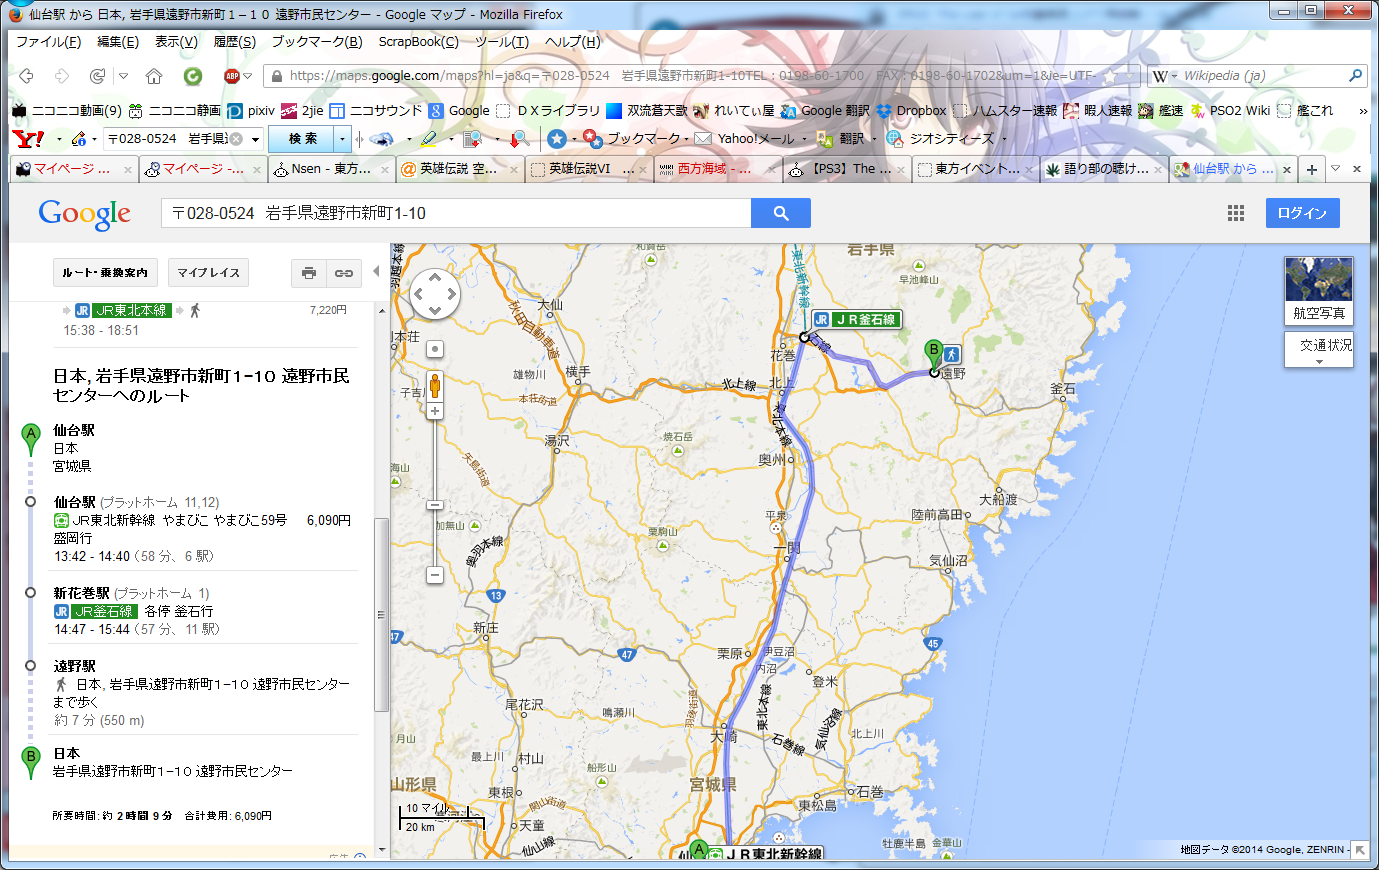 仙台駅 から 日本, 岩手県遠野市新町１－１０ 遠野市民センター - Google マップ - Mozilla Firefox
ファイル(F) 編集(E) 表示(V) 履歴(S) ブックマーク(B) ScrapBook(C) ツール(T) ヘルプ(H)
ABP
https://maps.google.com/maps?hl=ja&q=〒028-0524 岩手県遠野市新町1-10TEL：0198-60-1700 FAX：0198-60-1702&um=1&ie=UTF-
W Wikipedia (ja)
ニコニコ動画(9) ニコニコ静画 pixiv 2jie ニコサウンド Google ＤＸライブラリ 双流蒼天歌 れいてぃ屋 Google 翻訳 Dropbox ハムスター速報 暇人速報 艦速 PSO2 Wiki 艦これ »
Y! 〒028-0524 岩手県 検 索 ブックマーク Yahoo!メール 翻訳 ジオシティーズ
マイページ ... マイページ -... Nsen - 東方... 英雄伝説 空... 英雄伝説VI ... 西方海域 - ... 【PS3】The ... 東方イベント... 語り部の聴け... 仙台駅 から ...
Google 〒028-0524 岩手県遠野市新町1-10 ログイン
ルート・乗換案内 マイプレイス
JR JR東北本線 7,220円
15:38 - 18:51
日本, 岩手県遠野市新町１－１０ 遠野市民
センターへのルート
A 仙台駅
日本
宮城県
仙台駅 (プラットホーム 11,12)
JR東北新幹線 やまびこ やまびこ59号 6,090円
盛岡行
13:42 - 14:40 (58 分、6 駅)
新花巻駅 (プラットホーム 1)
JR JR釜石線 各停 釜石行
14:47 - 15:44 (57 分、11 駅)
遠野駅
日本, 岩手県遠野市新町１－１０ 遠野市民センター
まで歩く
約 7 分 (550 m)
B 日本
岩手県遠野市新町１－１０ 遠野市民センター
所要時間: 約 2 時間 9 分 合計費用: 6,090円
広告
羽越本線
和賀岳
東北新幹線
岩手県
早池峰山
航空写真
交通状況
大仙
秋田自動車道
JR ＪＲ釜石線
石線
花巻
B
遠野
雄物川
横手
北上線
北上
釜石
本荘街道
東北本線
焼石岳
湯沢
奥州
矢島街道
大船渡
陸前高田
平泉
加無山
栗駒山
奥羽本線
一関
気仙沼
13
新庄
47
47
45
栗原
伊豆沼
内沼
登米
尾花沢
鳴瀬川
羽後街道
東北本線
気仙沼線
北上川
大崎
石巻線
月山
最上川
村山
船形山
山形県
宮城県
東根
関山街道
石巻
東松島
10 マイル
20 km
天童
仙山線
牡鹿半島
金華山
A
ＪＲ東北新幹線
地図データ ©2014 Google, ZENRIN -